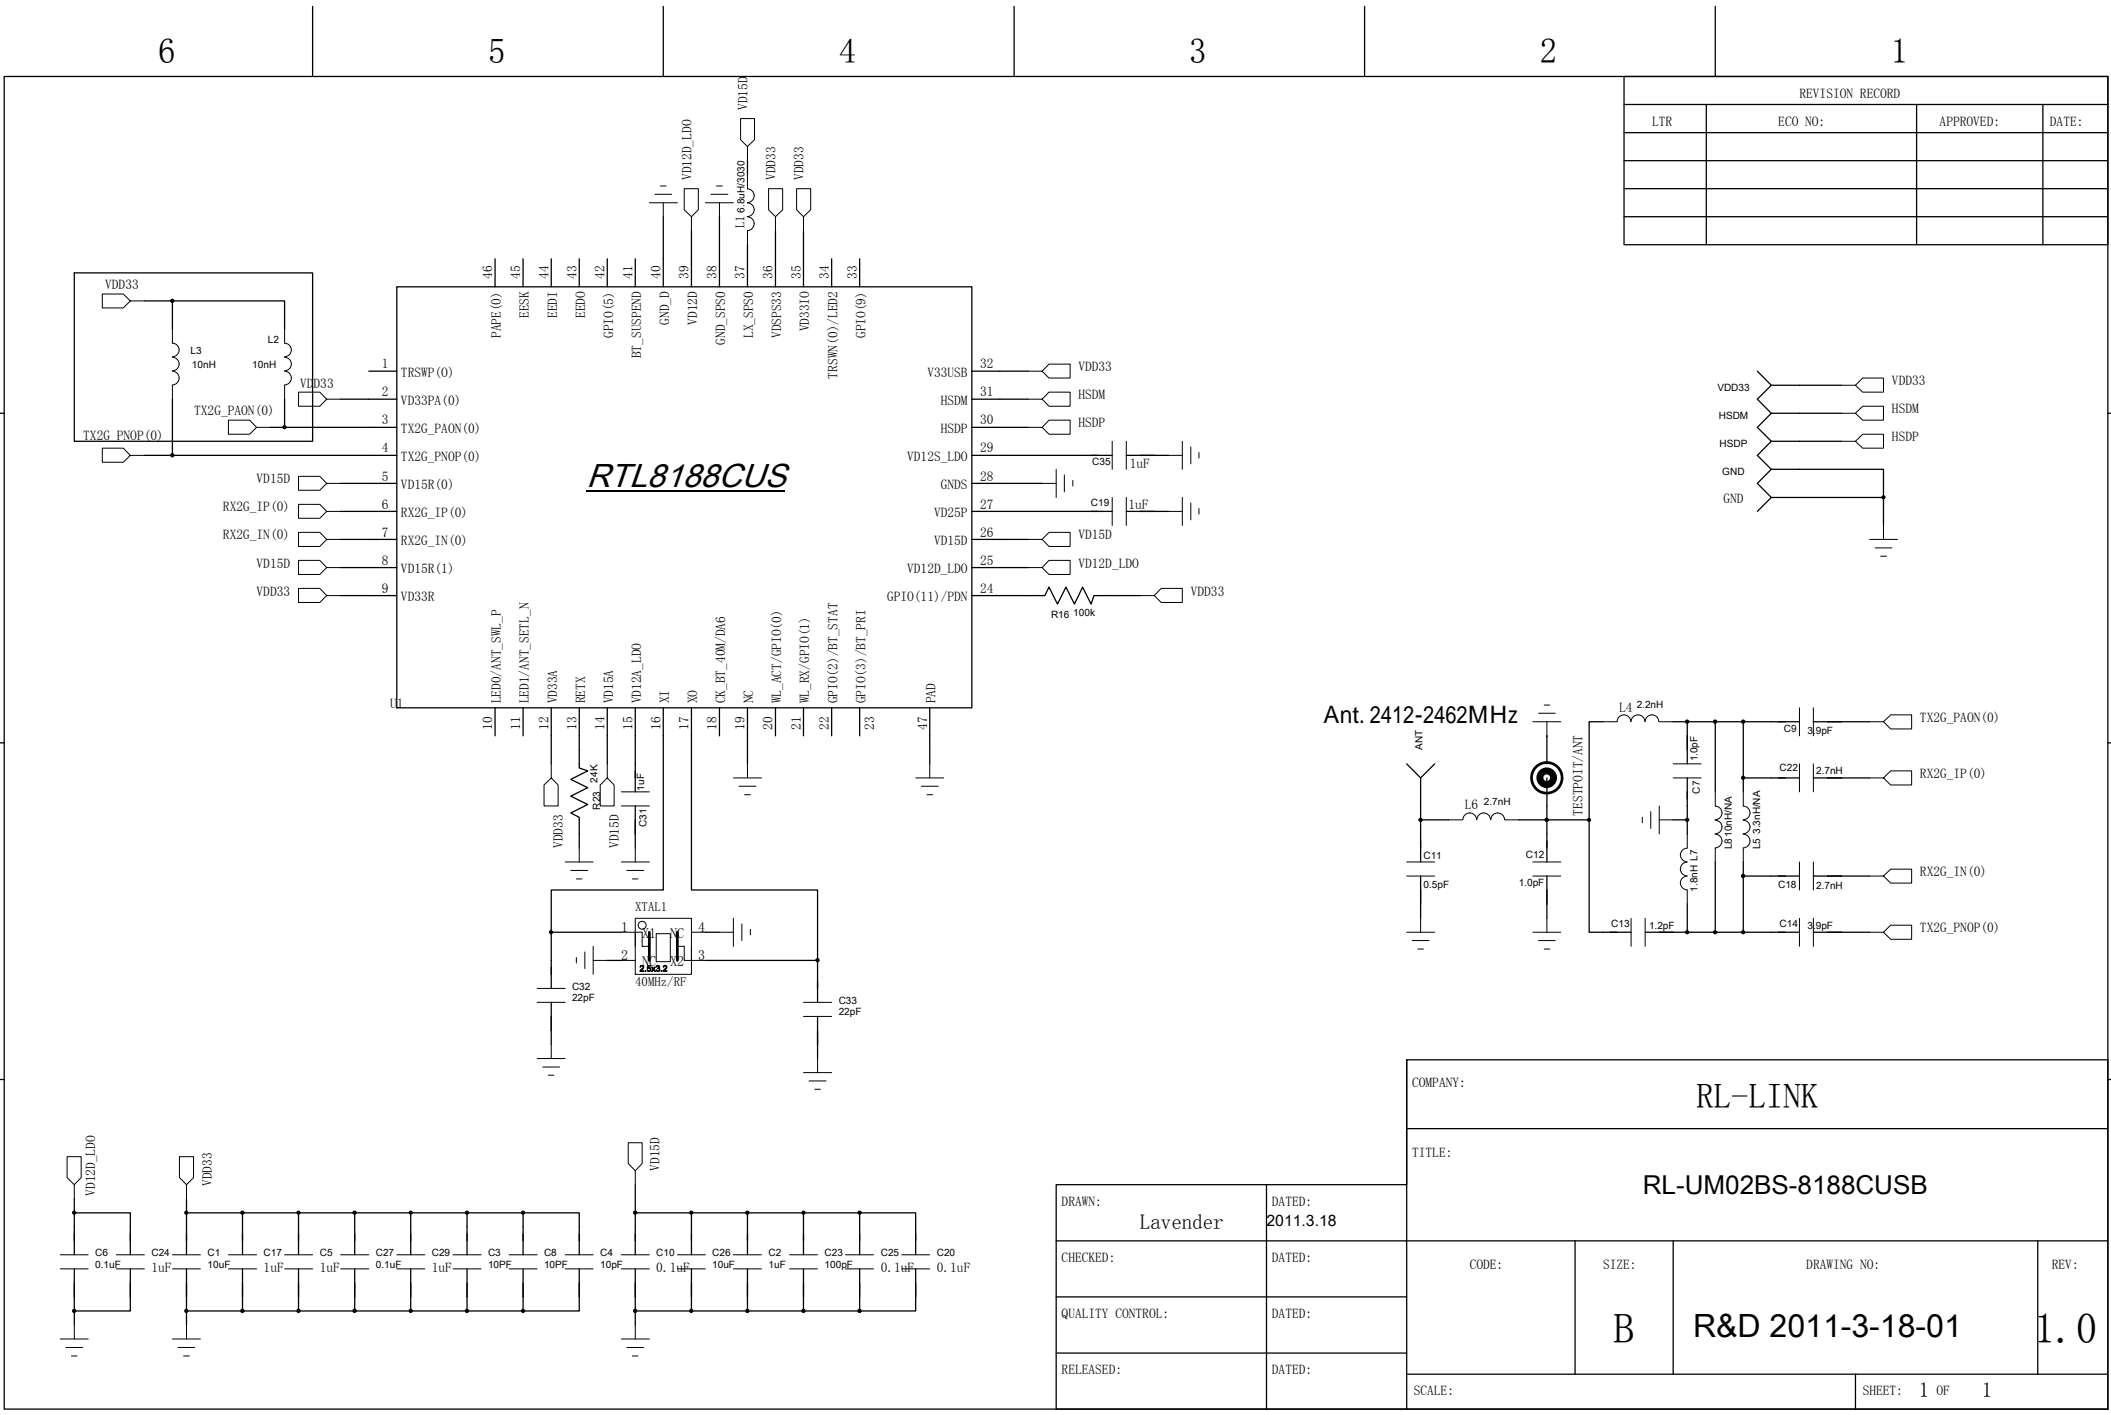 6 5 4 3 2 1
REVISION RECORD
LTR ECO NO: APPROVED: DATE:
VD15D
VD12D_LDO
L1 6.8uH/3030
VDD33
VDD33
46 45 44 43 42 41 40 39 38 37 36 35 34 33
PAPE(0)
EESK
EEDI
EEDO
GPIO(5)
BT_SUSPEND
GND_D
VD12D
GND_SPS0
LX_SPS0
VDSPS33
VD33IO
TRSWN(0)/LED2
GPIO(9)
VDD33
L3
10nH
L2
10nH
VDD33
TX2G_PAON(0)
TX2G_PNOP(0)
VD15D
RX2G_IP(0)
RX2G_IN(0)
VD15D
VDD33
1 TRSWP(0)
2 VD33PA(0)
3 TX2G_PAON(0)
4 TX2G_PNOP(0)
5 VD15R(0)
6 RX2G_IP(0)
7 RX2G_IN(0)
8 VD15R(1)
9 VD33R
RTL8188CUS
V33USB 32 VDD33
HSDM 31 HSDM
HSDP 30 HSDP
VD12S_LDO 29 C35 1uF
GNDS 28
VD25P 27 C19 1uF
VD15D 26 VD15D
VD12D_LDO 25 VD12D_LDO
GPIO(11)/PDN 24 R16 100k VDD33
VDD33 VDD33
HSDM HSDM
HSDP HSDP
GND
GND
LED0/ANT_SWL_P
LED1/ANT_SETL_N
VD33A
RETX
VD15A
VD12A_LDO
XI
XO
CK_BT_40M/DA6
NC
WL_ACT/GPIO(0)
WL_RX/GPIO(1)
GPIO(2)/BT_STAT
GPIO(3)/BT_PRI
PAD
U1
10 11 12 13 14 15 16 17 18 19 20 21 22 23 47
VDD33
R23 24K
VD15D
C31 1uF
XTAL1
1 X1 NC 4
2 NC X2 3
2.5x3.2
40MHz/RF
C32
22pF
C33
22pF
Ant. 2412-2462MHz
ANT
L6 2.7nH
TESTPOIT/ANT
C11
0.5pF
C12
1.0pF
L4 2.2nH
1.0pF
C7
1.8nH L7
L8 10nH/NA
L5 3.3nH/NA
C13 1.2pF
C9 3.9pF TX2G_PAON(0)
C22 2.7nH RX2G_IP(0)
C18 2.7nH RX2G_IN(0)
C14 3.9pF TX2G_PNOP(0)
VD12D_LDO
VDD33
VD15D
C6 0.1uF
C24 1uF
C1 10uF
C17 1uF
C5 1uF
C27 0.1uF
C29 1uF
C3 10PF
C8 10PF
C4 10pF
C10 0.1uF
C26 10uF
C2 1uF
C23 100pF
C25 0.1uF
C20 0.1uF
COMPANY:
RL-LINK
TITLE:
RL-UM02BS-8188CUSB
DRAWN: Lavender DATED: 2011.3.18
CHECKED: DATED:
QUALITY CONTROL: DATED:
RELEASED: DATED:
CODE: SIZE: DRAWING NO: REV:
B R&D 2011-3-18-01 1.0
SCALE: SHEET: 1 OF 1